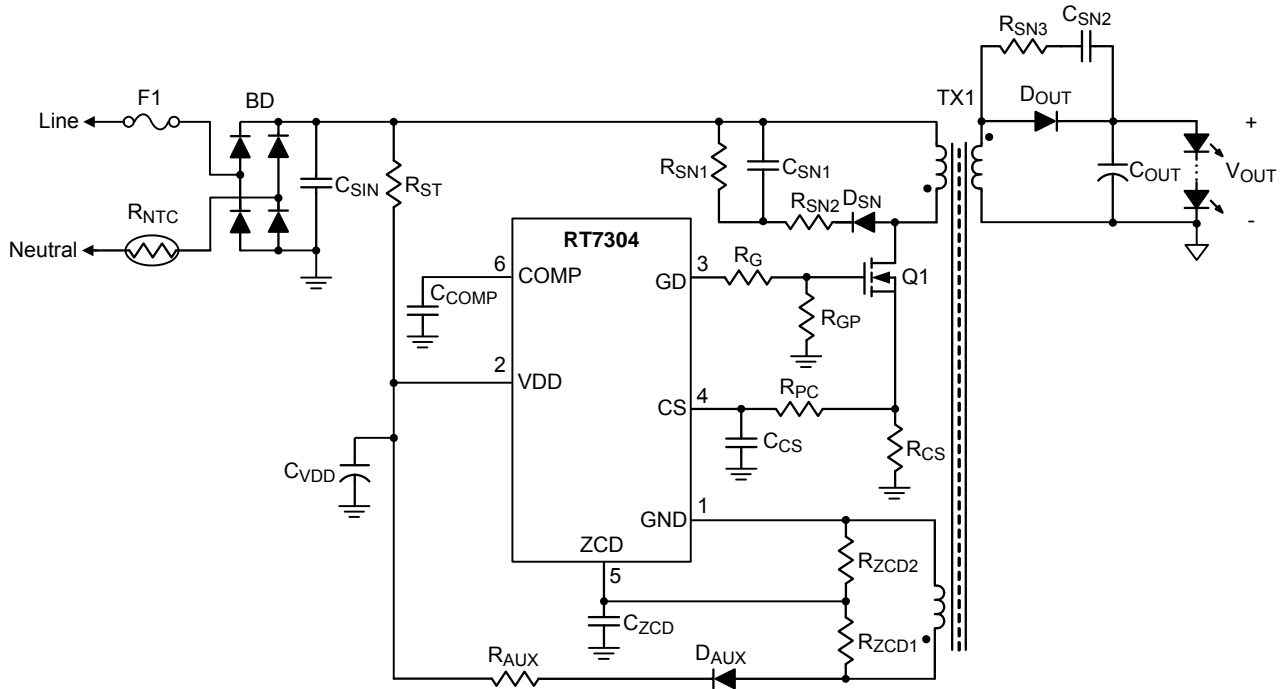 RSN3
CSN2
F1
BD
TX1
DOUT
Line
+
RST
CSIN
RSN1
CSN1
COUT
VOUT
RNTC
RSN2
DSN
Neutral
RT7304
-
6
COMP
3
GD
RG
Q1
CCOMP
RGP
2
VDD
4
CS
RPC
CCS
RCS
CVDD
1
GND
ZCD
RZCD2
5
CZCD
RZCD1
RAUX
DAUX